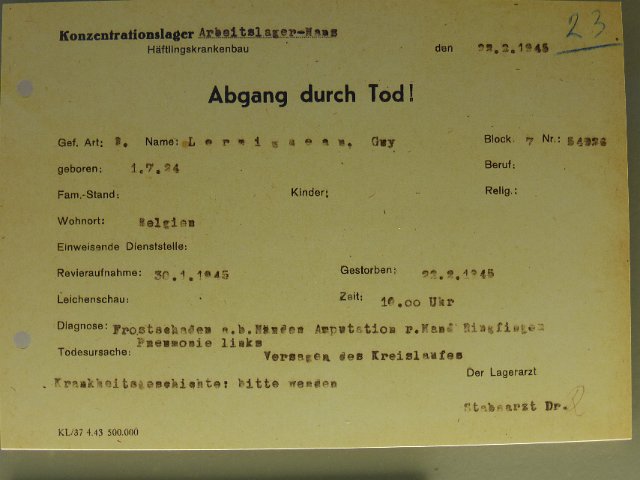 Konzentrationslager Arbeitslager-Haus
23.
Häftlingskrankenbau
den 22.2.1945
Abgang durch Tod!
Gef. Art: B. Name: Guy Block. 7 Nr.:
geboren: 1.7.24 Beruf:
Fam.-Stand: Kinder: Relig.:
Wohnort: Belgien
Einweisende Dienststelle:
Revieraufnahme: 30.1.1945 Gestorben: 22.2.1945
Leichenschau: Zeit: 10.00 Uhr
Diagnose: Frostschaden a.b.Händen Amputation r.Hand Ringfinger
Pneumonie links
Todesursache: Versagen des Kreislaufes
Der Lagerarzt
Krankheitsgeschichte: bitte wenden
Stabsarzt Dr.
KL/37 4.43 500.000